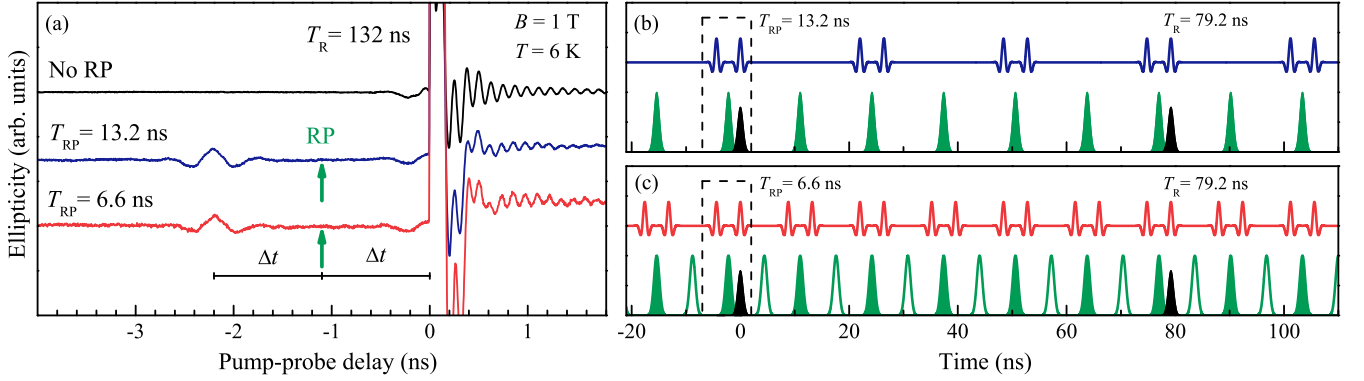 (a)
T_R = 132 ns
B = 1 T
T = 6 K
No RP
T_RP = 13.2 ns
RP
T_RP = 6.6 ns
Δt
Δt
Ellipticity (arb. units)
-3 -2 -1 0 1
Pump-probe delay (ns)
(b)
T_RP = 13.2 ns
T_R = 79.2 ns
(c)
T_RP = 6.6 ns
T_R = 79.2 ns
-20 0 20 40 60 80 100
Time (ns)